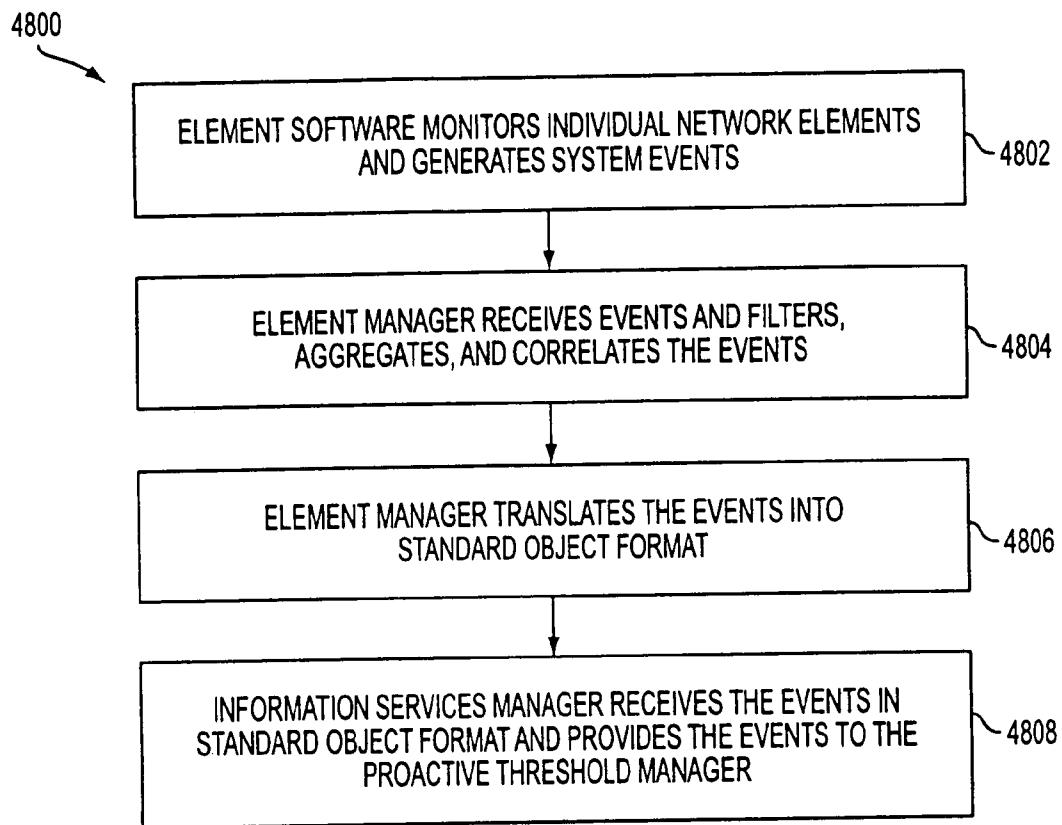 4800
ELEMENT SOFTWARE MONITORS INDIVIDUAL NETWORK ELEMENTS
AND GENERATES SYSTEM EVENTS
4802
ELEMENT MANAGER RECEIVES EVENTS AND FILTERS,
AGGREGATES, AND CORRELATES THE EVENTS
4804
ELEMENT MANAGER TRANSLATES THE EVENTS INTO
STANDARD OBJECT FORMAT
4806
INFORMATION SERVICES MANAGER RECEIVES THE EVENTS IN
STANDARD OBJECT FORMAT AND PROVIDES THE EVENTS TO THE
PROACTIVE THRESHOLD MANAGER
4808